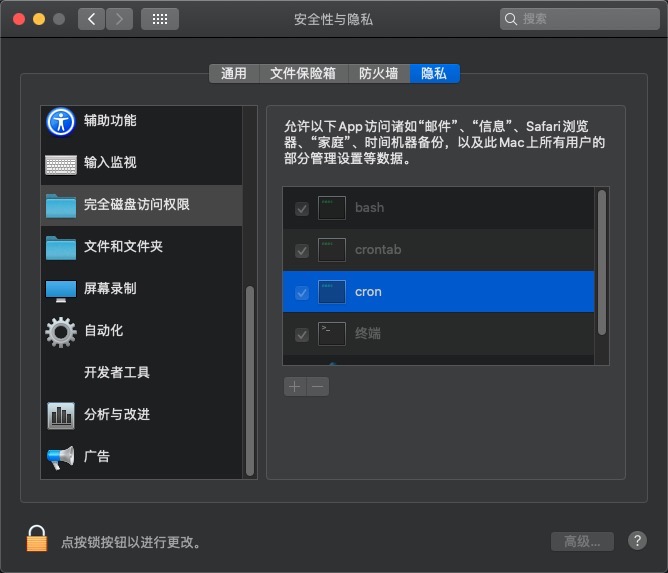 安全性与隐私
搜索
通用
文件保险箱
防火墙
隐私
辅助功能
输入监视
完全磁盘访问权限
文件和文件夹
屏幕录制
自动化
开发者工具
分析与改进
广告
允许以下App访问诸如“邮件”、“信息”、Safari浏览
器、“家庭”、时间机器备份，以及此Mac上所有用户的
部分管理设置等数据。
bash
crontab
cron
终端
点按锁按钮以进行更改。
高级...
?